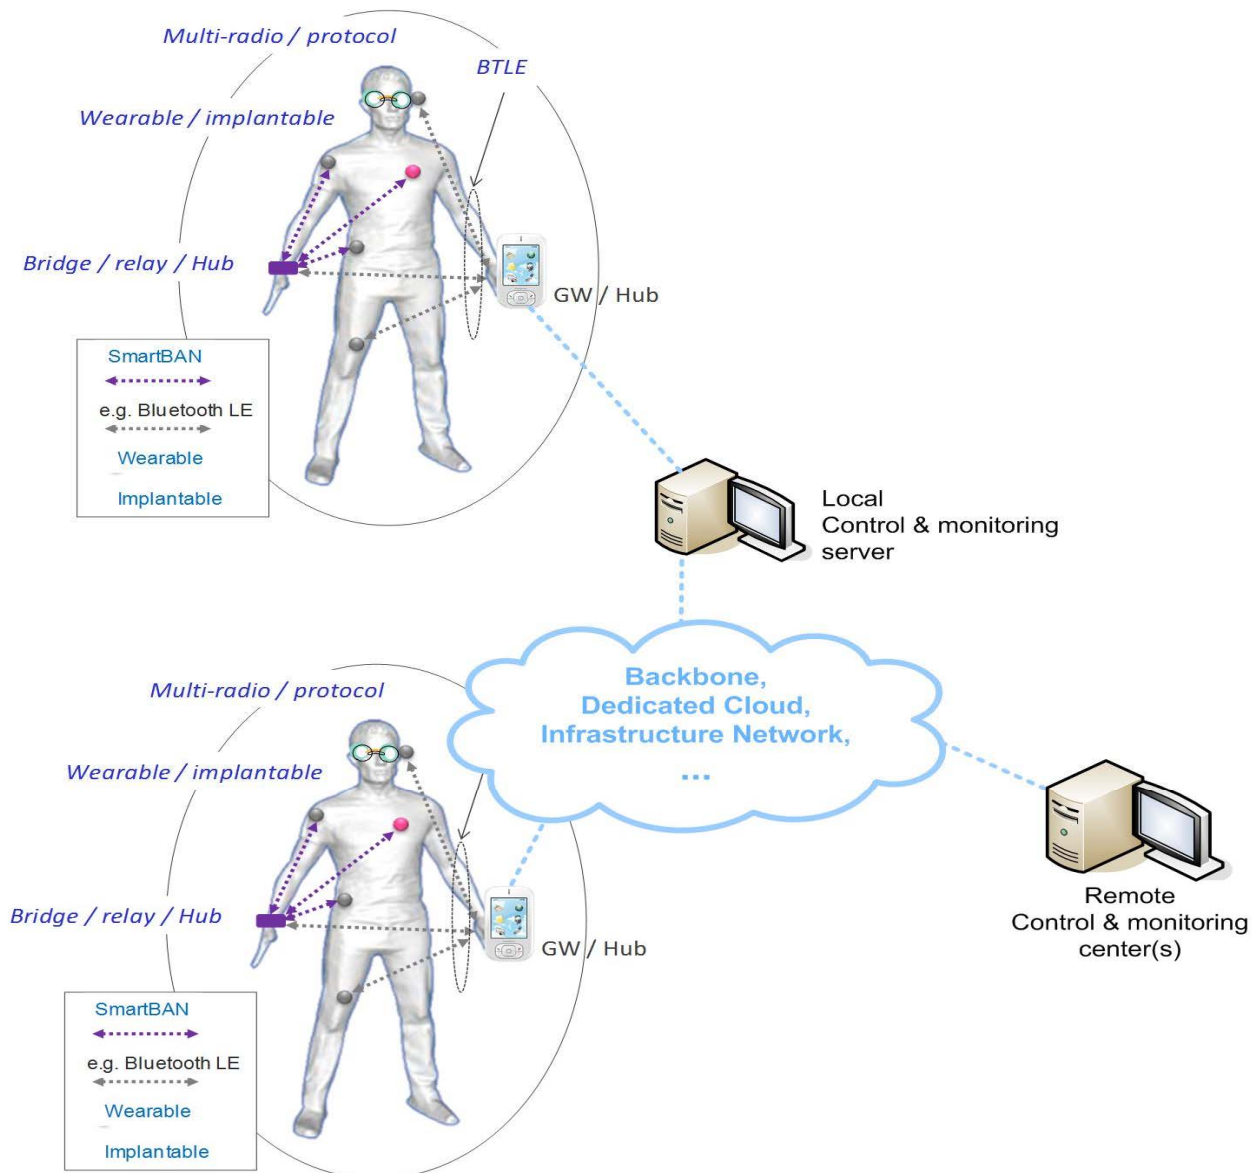 Multi-radio / protocol
BTLE
Wearable / implantable
Bridge / relay / Hub
GW / Hub
SmartBAN
e.g. Bluetooth LE
Wearable
Implantable
Local
Control & monitoring
server
Backbone,
Dedicated Cloud,
Infrastructure Network,
...
Multi-radio / protocol
Wearable / implantable
Bridge / relay / Hub
GW / Hub
SmartBAN
e.g. Bluetooth LE
Wearable
Implantable
Remote
Control & monitoring
center(s)